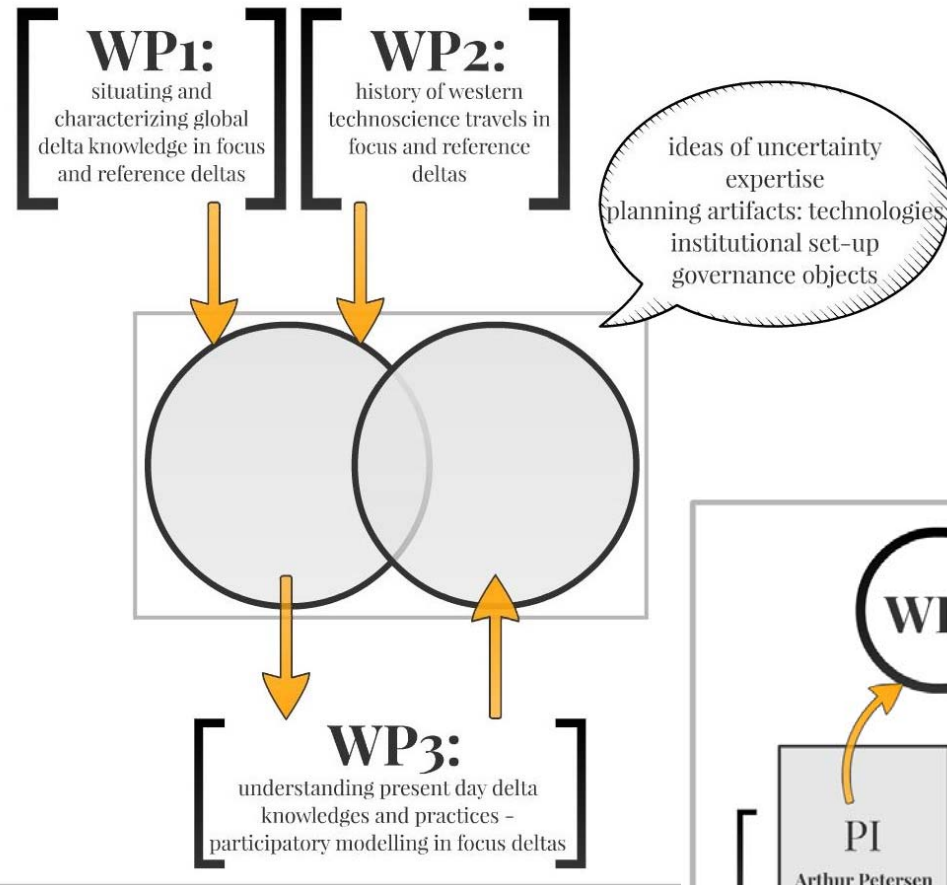 WP1:
situating and
characterizing global
delta knowledge in focus
and reference deltas
WP2:
history of western
technoscience travels in
focus and reference
deltas
ideas of uncertainty
expertise
planning artifacts: technologies
institutional set-up
governance objects
WP3:
understanding present day delta
knowledges and practices -
participatory modelling in focus deltas
PI
Arthur Petersen